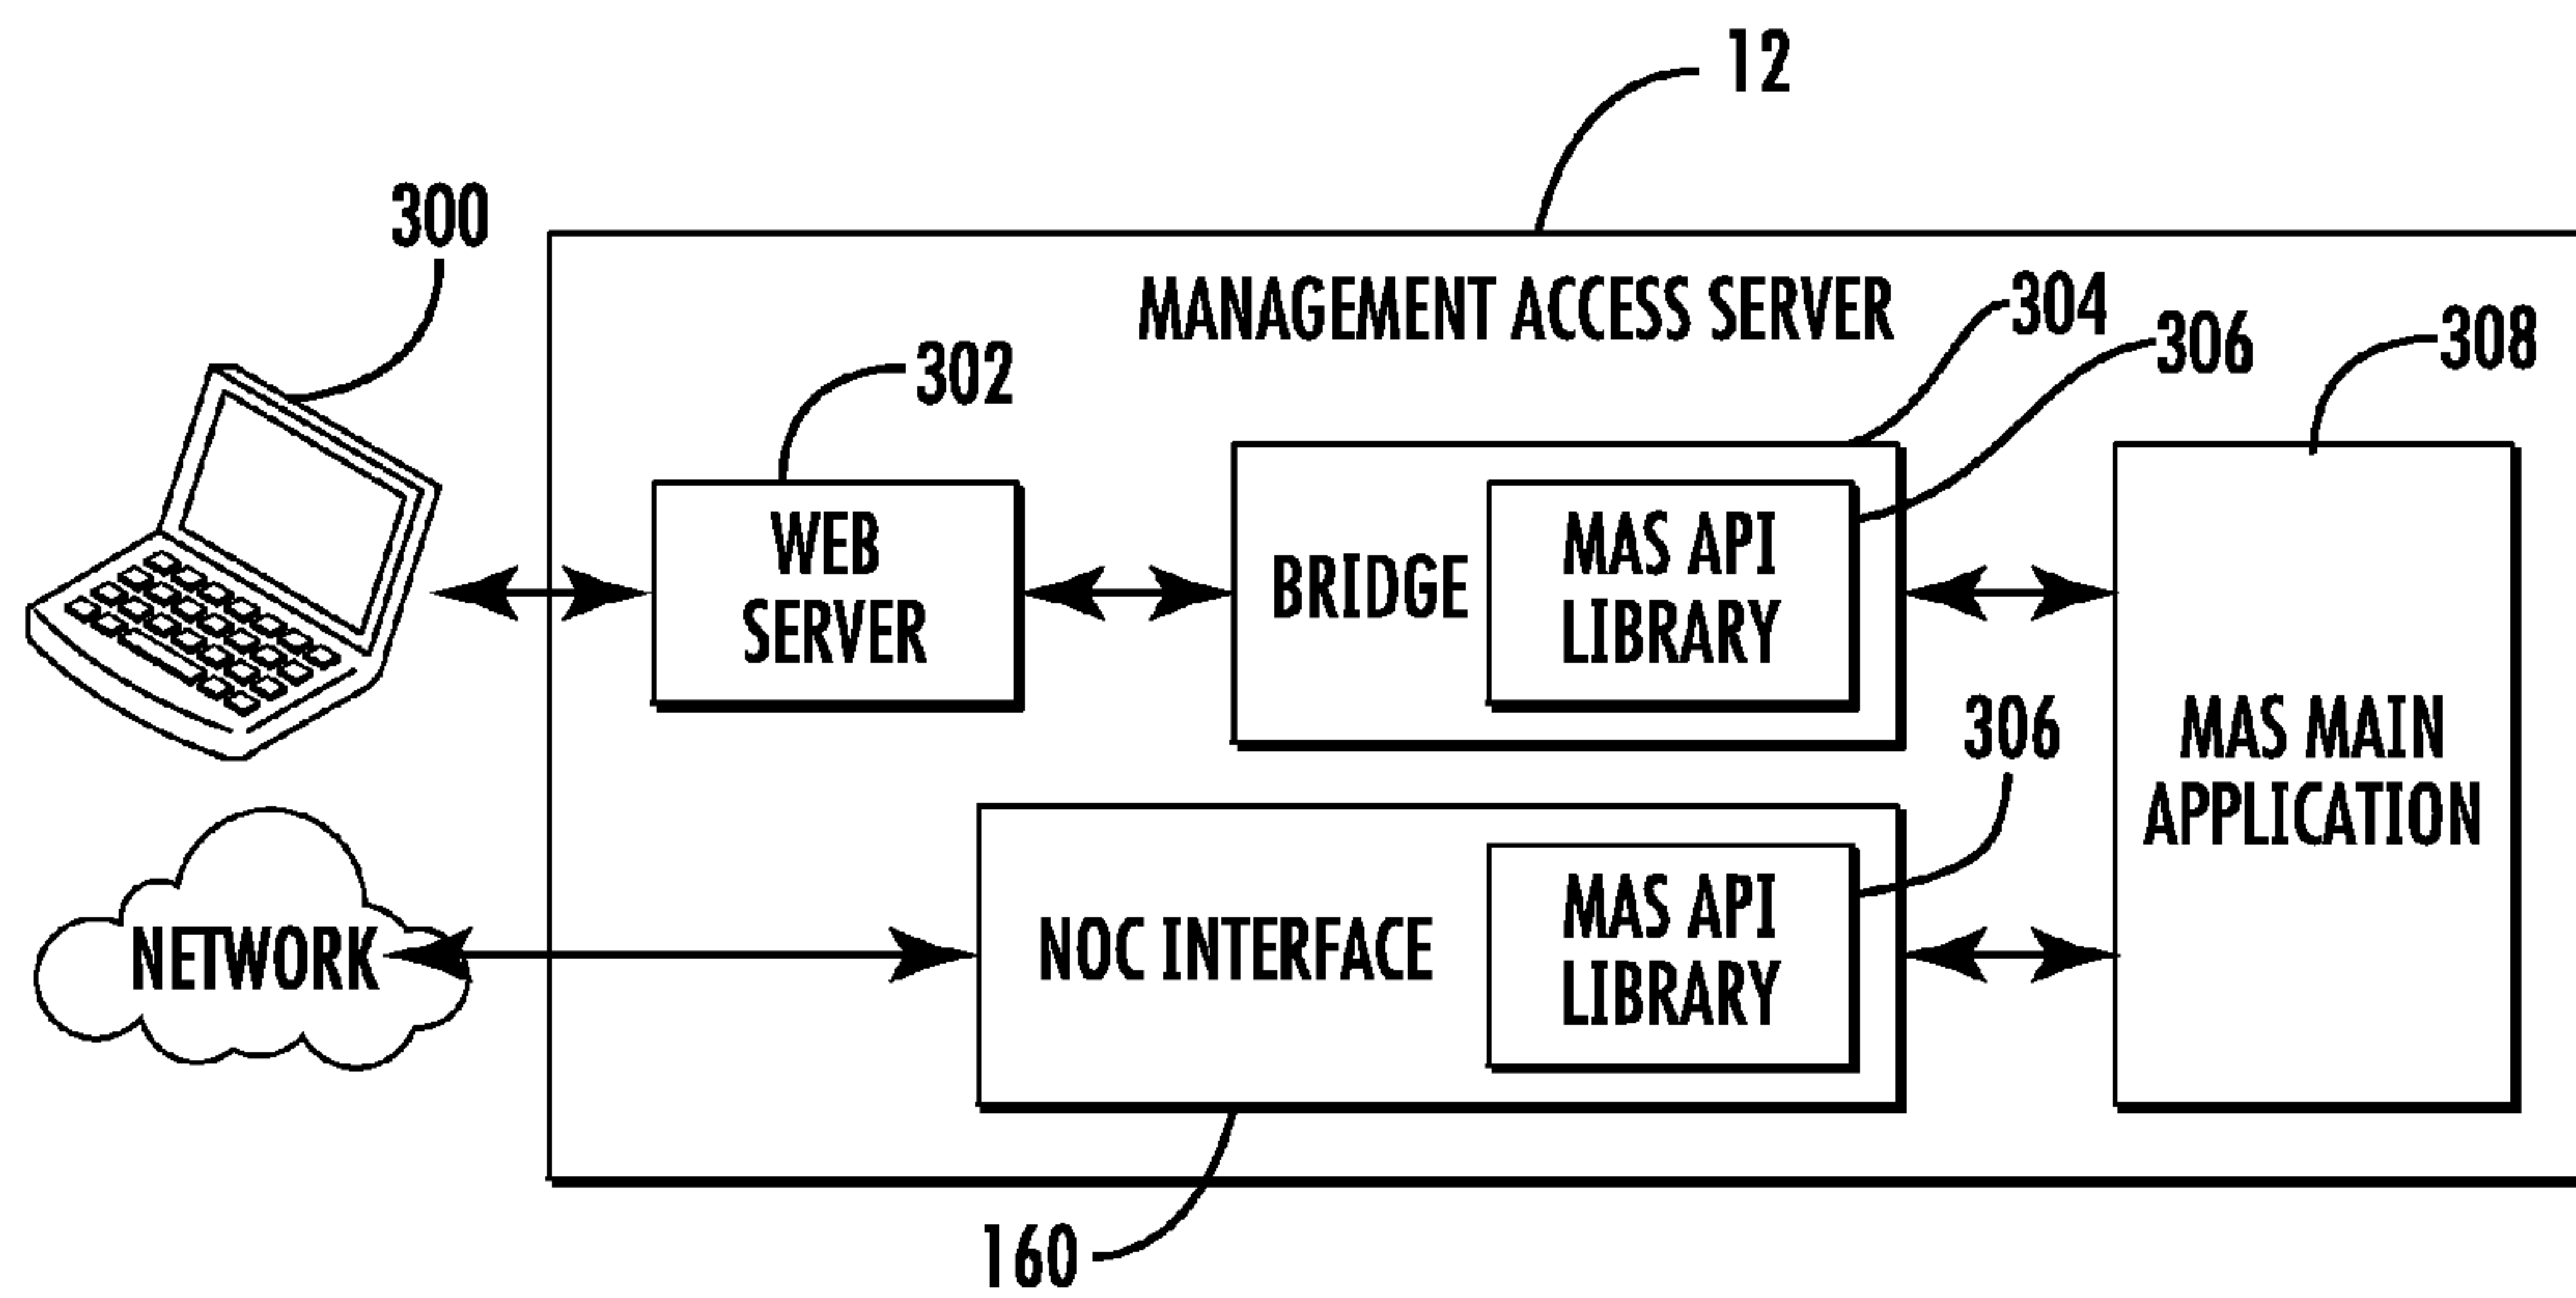 12
300
MANAGEMENT ACCESS SERVER
304
306
308
302
WEB
SERVER
BRIDGE
MAS API
LIBRARY
306
MAS MAIN
APPLICATION
NETWORK
NOC INTERFACE
MAS API
LIBRARY
160